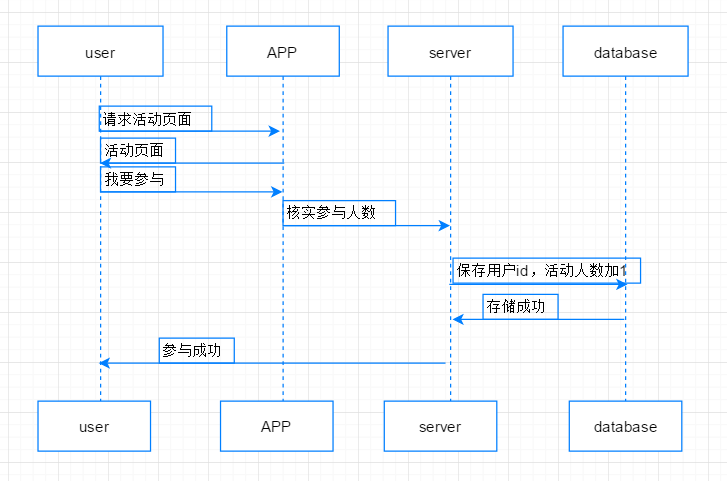 user
APP
server
database
请求活动页面
活动页面
我要参与
核实参与人数
保存用户id，活动人数加1
存储成功
参与成功
user
APP
server
database